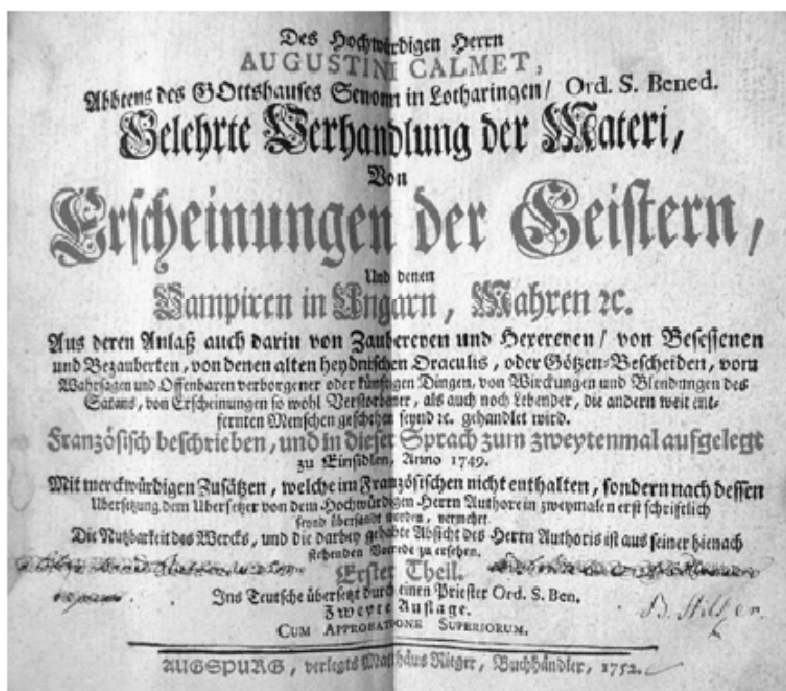 Des Hochwürdigen Herrn
AUGUSTINI CALMET,
Abbtens des GOttshauses Senonn in Lotharingen/ Ord. S. Bened.
Gelehrte Verhandlung der Materi,
Von
Erscheinungen der Geistern,
Und denen
Vampiren in Ungarn, Mahren ꝛc.
Aus deren Anlaß auch darin von Zaubereyen und Hexereyen/ von Besessenen
und Bezauberten, von denen alten heydnischen Oraculis, oder Götzen-Bescheiden, vom
Wahrsagen und Offenbaren verborgener oder künftigen Dingen, von Wirckungen und Blendungen des
Satans, von Erscheinungen so wohl Verstorbener, als auch noch Lebender, die andern weit ent-
fernten Menschen geschehen seynd ꝛc. gehandlet wird.
Französisch beschrieben, und in dieser Sprach zum zweytenmal aufgelegt
zu Einsidlen, Anno 1749.
Mit merckwürdigen Zusätzen, welche im Französischen nicht enthalten, sondern nach dessen
Ubersetzung dem Ubersetzer von dem Hochwürdigen Herrn Authore in zweymalen erst schriftlich
seynd übersandt worden, vermehrt.
Die Nutzbarkeit des Wercks, und die darbey gehabte Absicht des Herrn Authoris ist aus seiner hienach
stehenden Vorrede zu ersehen.
Erster Theil.
Ins Teutsche übersetzt durch einen Priester Ord. S. Ben.
Zweyte Auflage.
CUM APPROBATIONE SUPERIORUM.
AUGSPURG, verlegts Matthäus Rieger, Buchhändler, 1752.